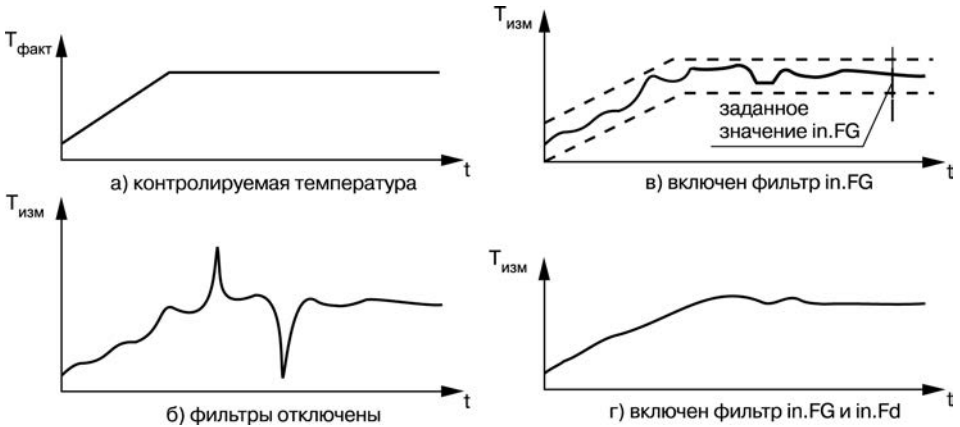 Tфакт
t
а) контролируемая температура
Tизм
заданное
значение in.FG
t
в) включен фильтр in.FG
Tизм
t
б) фильтры отключены
Tизм
t
г) включен фильтр in.FG и in.Fd